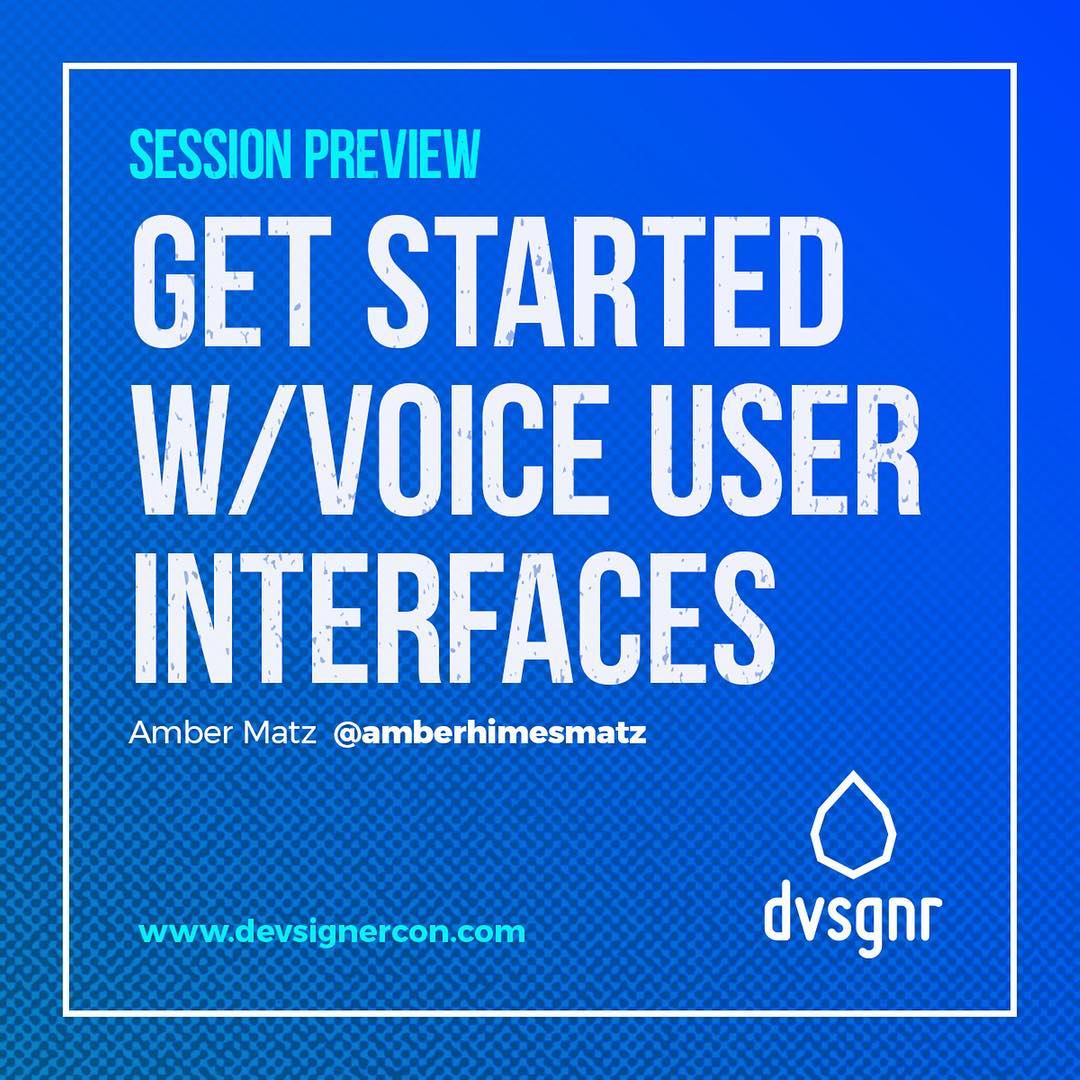 SESSION PREVIEW
GET STARTED
W/VOICE USER
INTERFACES
Amber Matz @amberhimesmatz
www.devsignercon.com
dvsgnr